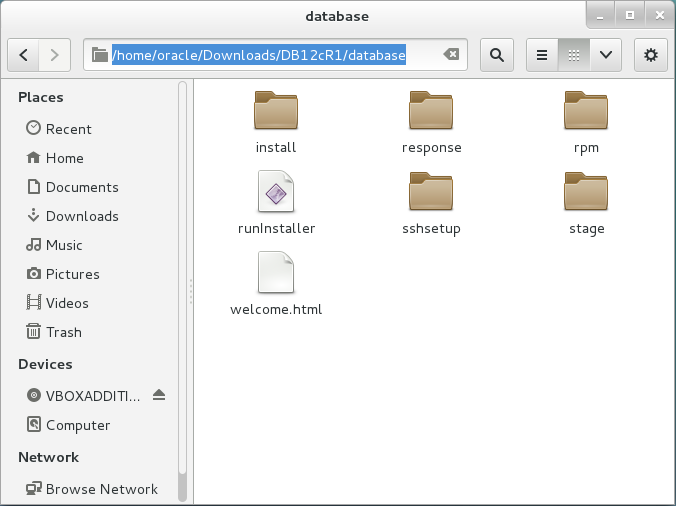 database
/home/oracle/Downloads/DB12cR1/database
Places
Recent
Home
Documents
Downloads
Music
Pictures
Videos
Trash
Devices
VBOXADDITI...
Computer
Network
Browse Network
install
response
rpm
runInstaller
sshsetup
stage
welcome.html